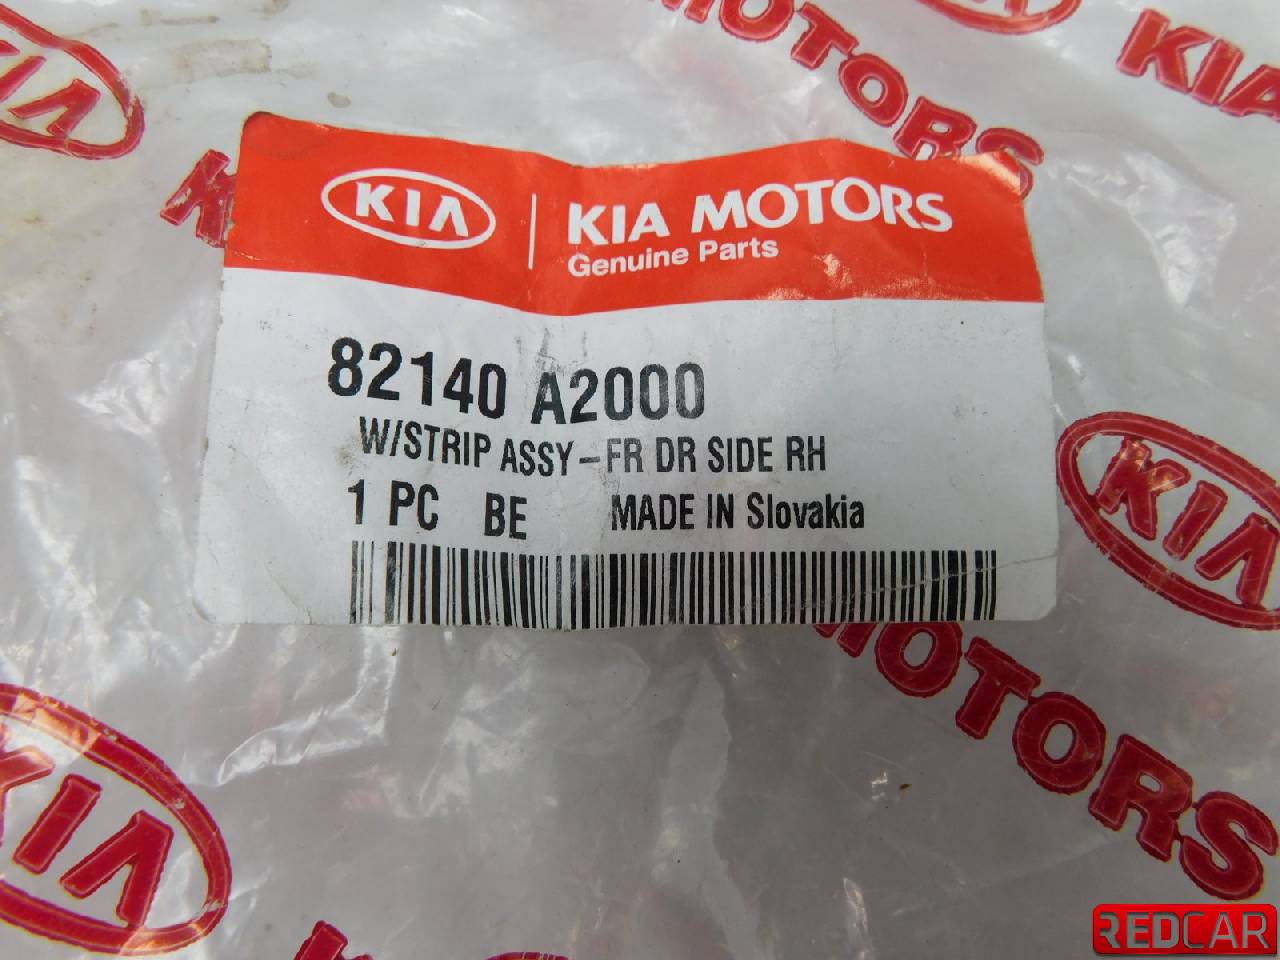 KIA
MOTORS
KIA
KIA
KIA MOTORS
Genuine Parts
82140 A2000
W/STRIP ASSY-FR DR SIDE RH
1 PC BE MADE IN Slovakia
KIA
MOTORS
KIA
REDCAR